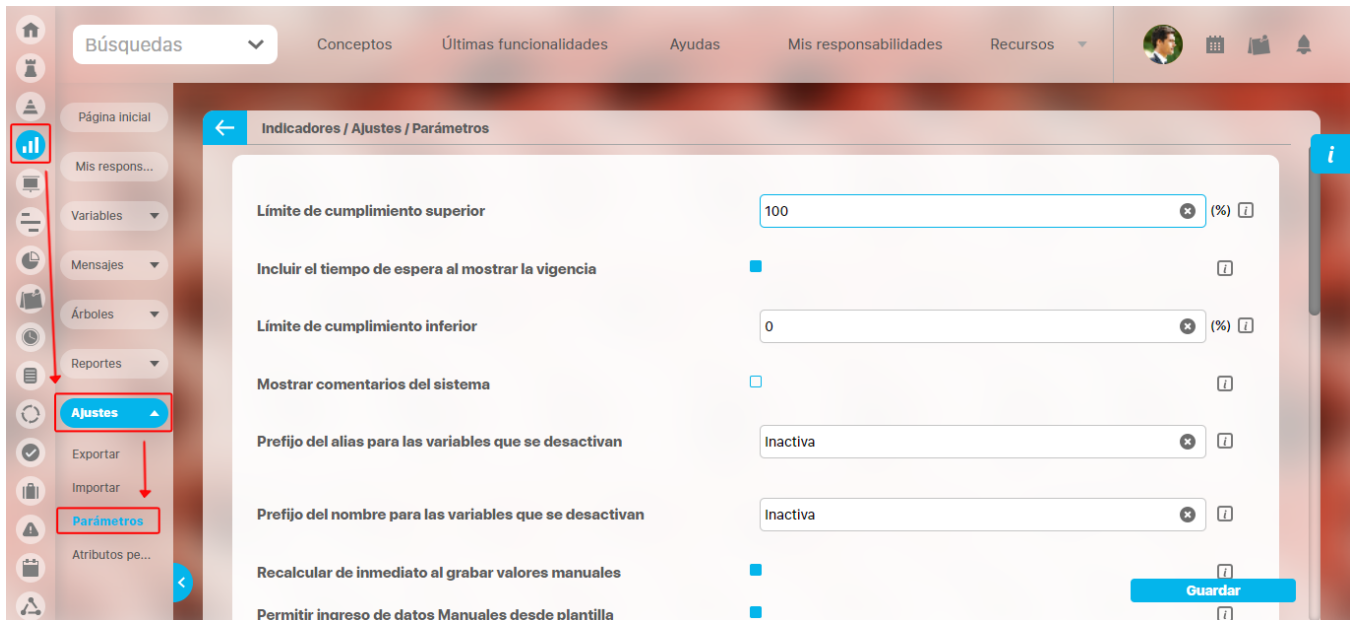 Búsquedas
Conceptos
Últimas funcionalidades
Ayudas
Mis responsabilidades
Recursos
Página inicial
Mis respons...
Variables
Mensajes
Árboles
Reportes
Ajustes
Exportar
Importar
Parámetros
Atributos pe...
Indicadores / Ajustes / Parámetros
i
Límite de cumplimiento superior
100
(%) i
Incluir el tiempo de espera al mostrar la vigencia
i
Límite de cumplimiento inferior
0
(%) i
Mostrar comentarios del sistema
i
Prefijo del alias para las variables que se desactivan
Inactiva
i
Prefijo del nombre para las variables que se desactivan
Inactiva
i
Recalcular de inmediato al grabar valores manuales
i
Guardar
Permitir ingreso de datos Manuales desde plantilla
i